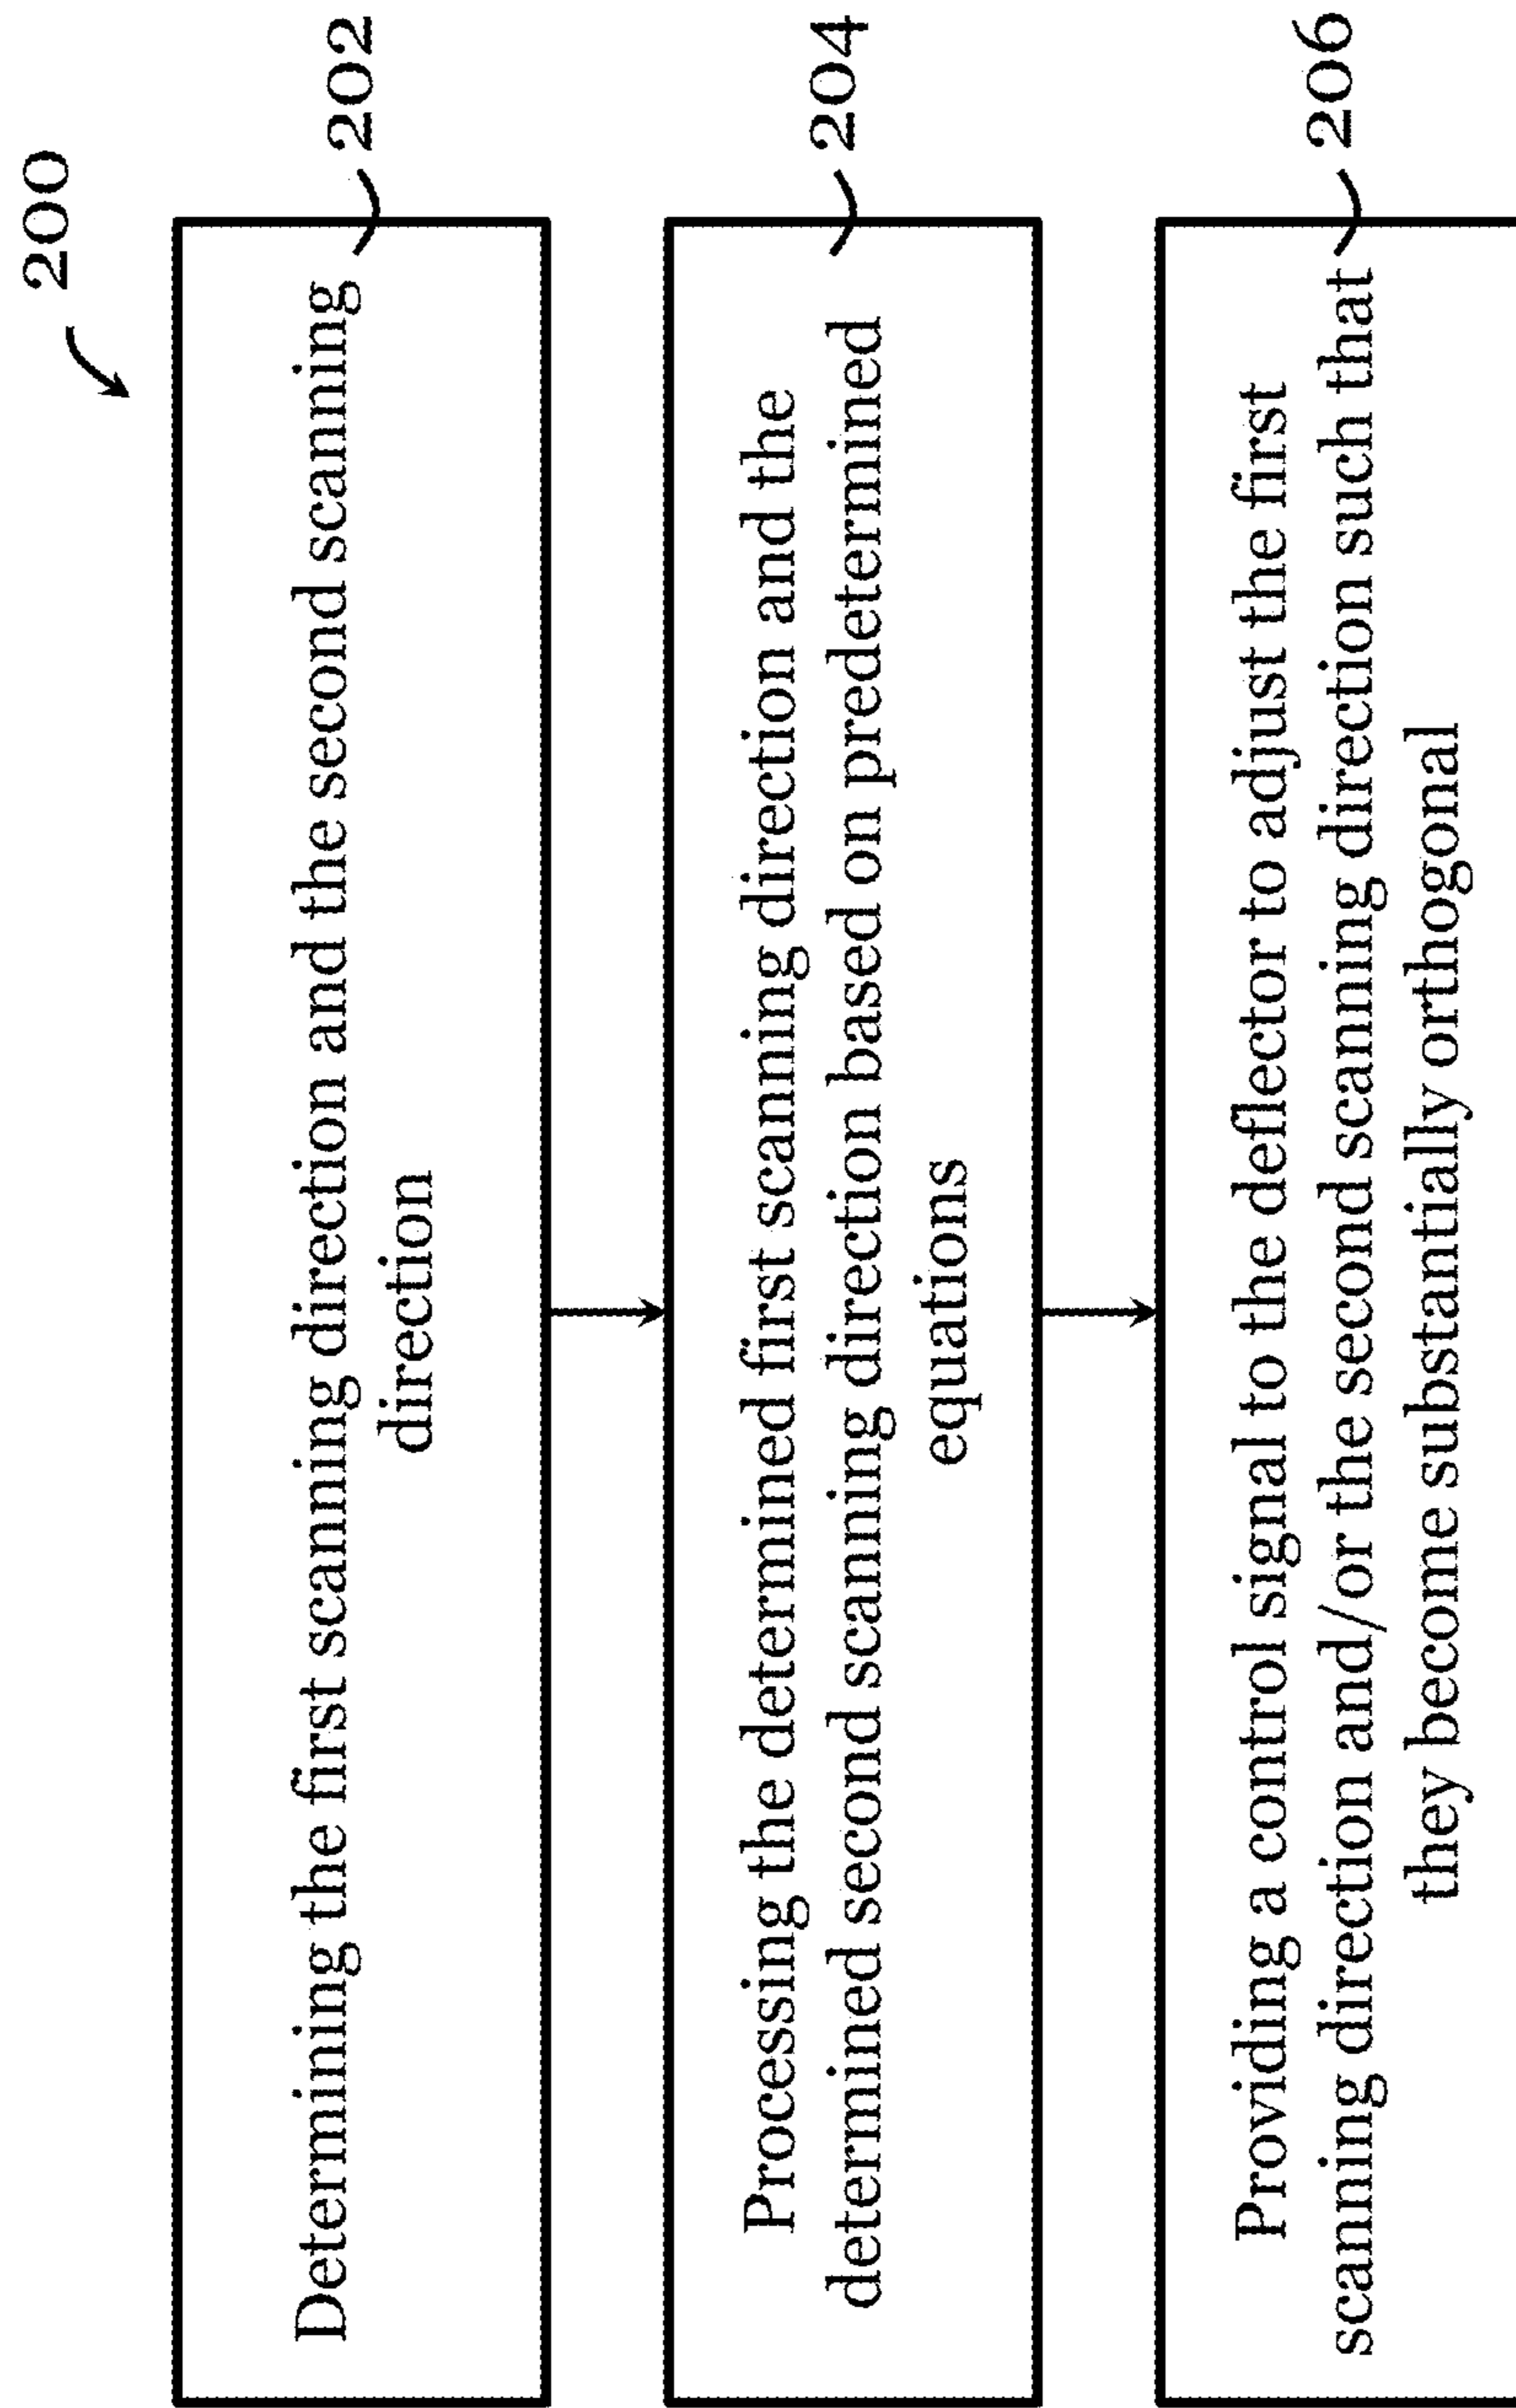 200
Determining the first scanning direction and the second scanning
direction
202
Processing the determined first scanning direction and the
determined second scanning direction based on predetermined
equations
204
Providing a control signal to the deflector to adjust the first
scanning direction and/or the second scanning direction such that
they become substantially orthogonal
206